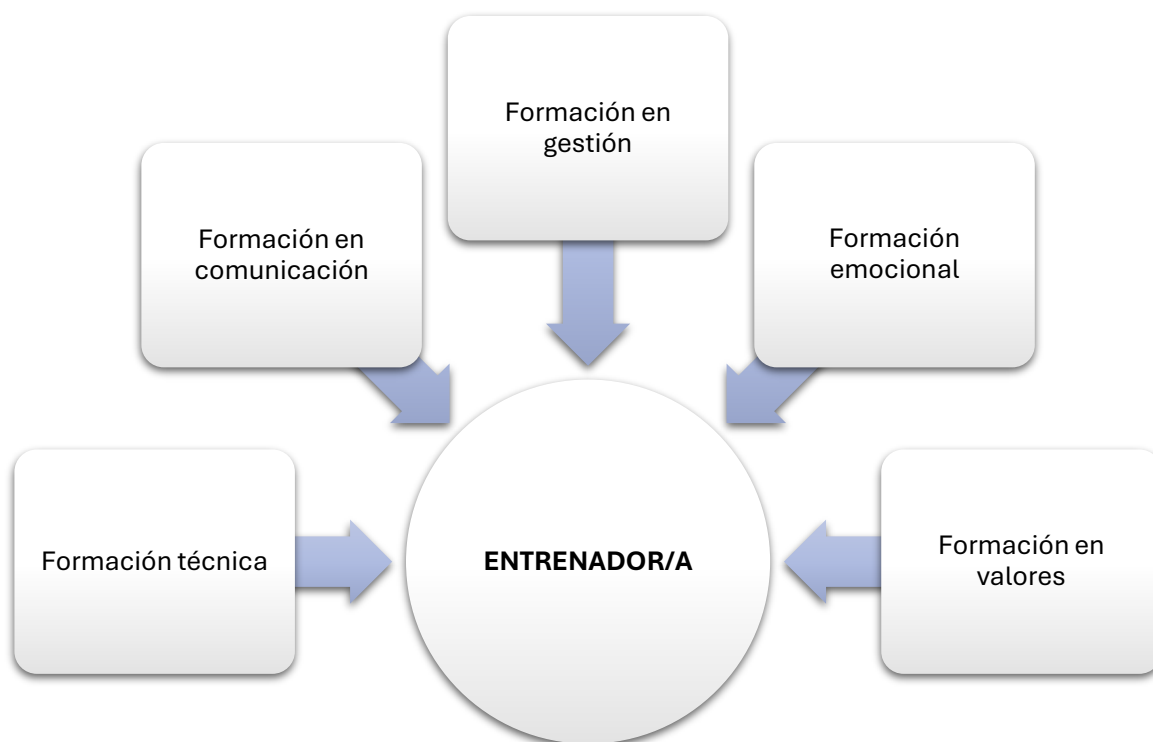 Formación en
gestión
Formación en
comunicación
Formación
emocional
Formación técnica
ENTRENADOR/A
Formación en
valores